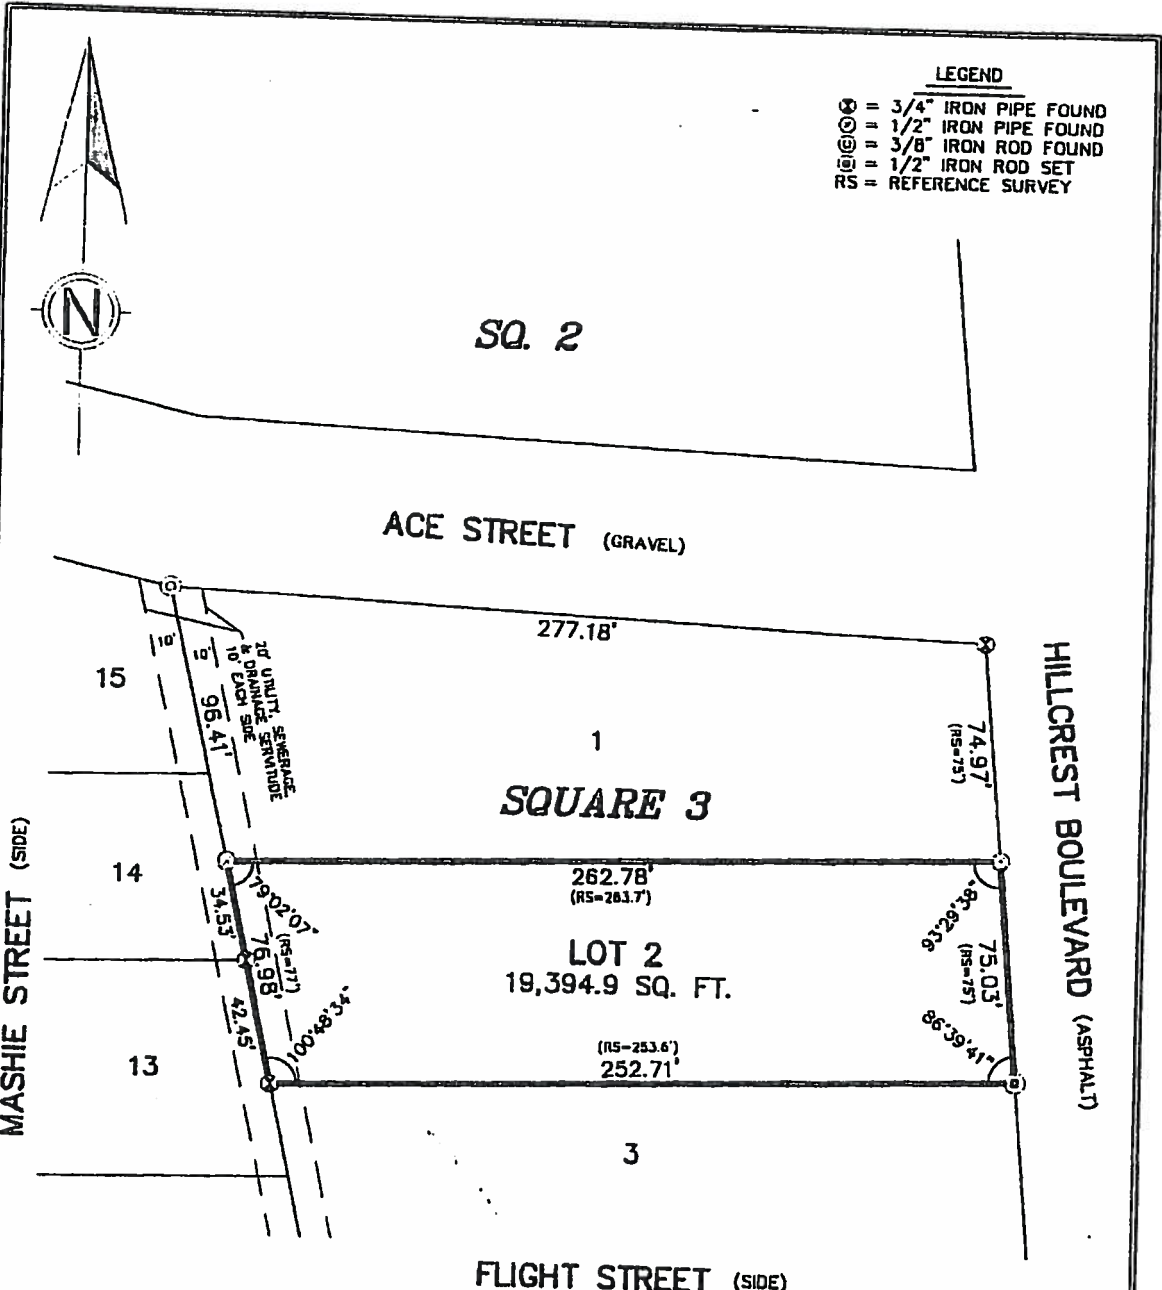 LEGEND
= 3/4" IRON PIPE FOUND
= 1/2" IRON PIPE FOUND
= 3/8" IRON ROD FOUND
= 1/2" IRON ROD SET
RS = REFERENCE SURVEY
N
SQ. 2
ACE STREET (GRAVEL)
277.18'
10'
10'
20' UTILITY, SEWERAGE
& DRAINAGE SERVITUDE
10' EACH SIDE
15
96.41'
1
74.97'
(RS=75')
HILLCREST BOULEVARD (ASPHALT)
SQUARE 3
MASHIE STREET (SIDE)
14
262.78'
(RS=263.7')
79°02'07"
93°29'38"
34.53'
76.98'
(RS=77')
LOT 2
19,394.9 SQ. FT.
75.03'
(RS=75')
42.45'
100°48'34"
86°39'41"
(RS=253.6')
252.71'
13
3
FLIGHT STREET (SIDE)